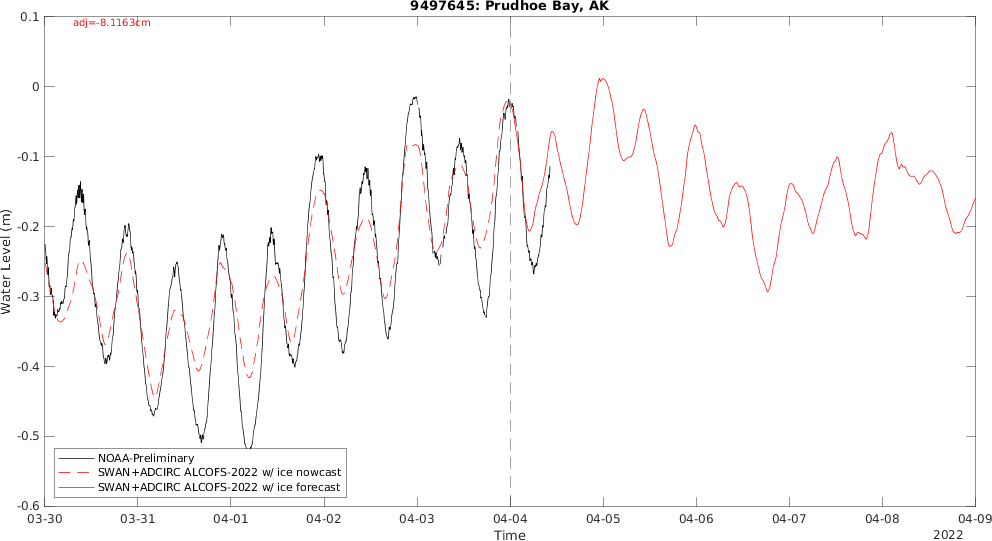 9497645: Prudhoe Bay, AK
adj=-8.1163cm
0.1
0
-0.1
-0.2
-0.3
-0.4
-0.5
-0.6
Water Level (m)
NOAA-Preliminary
SWAN+ADCIRC ALCOFS-2022 w/ ice nowcast
SWAN+ADCIRC ALCOFS-2022 w/ ice forecast
03-30 03-31 04-01 04-02 04-03 04-04 04-05 04-06 04-07 04-08 04-09
Time
2022